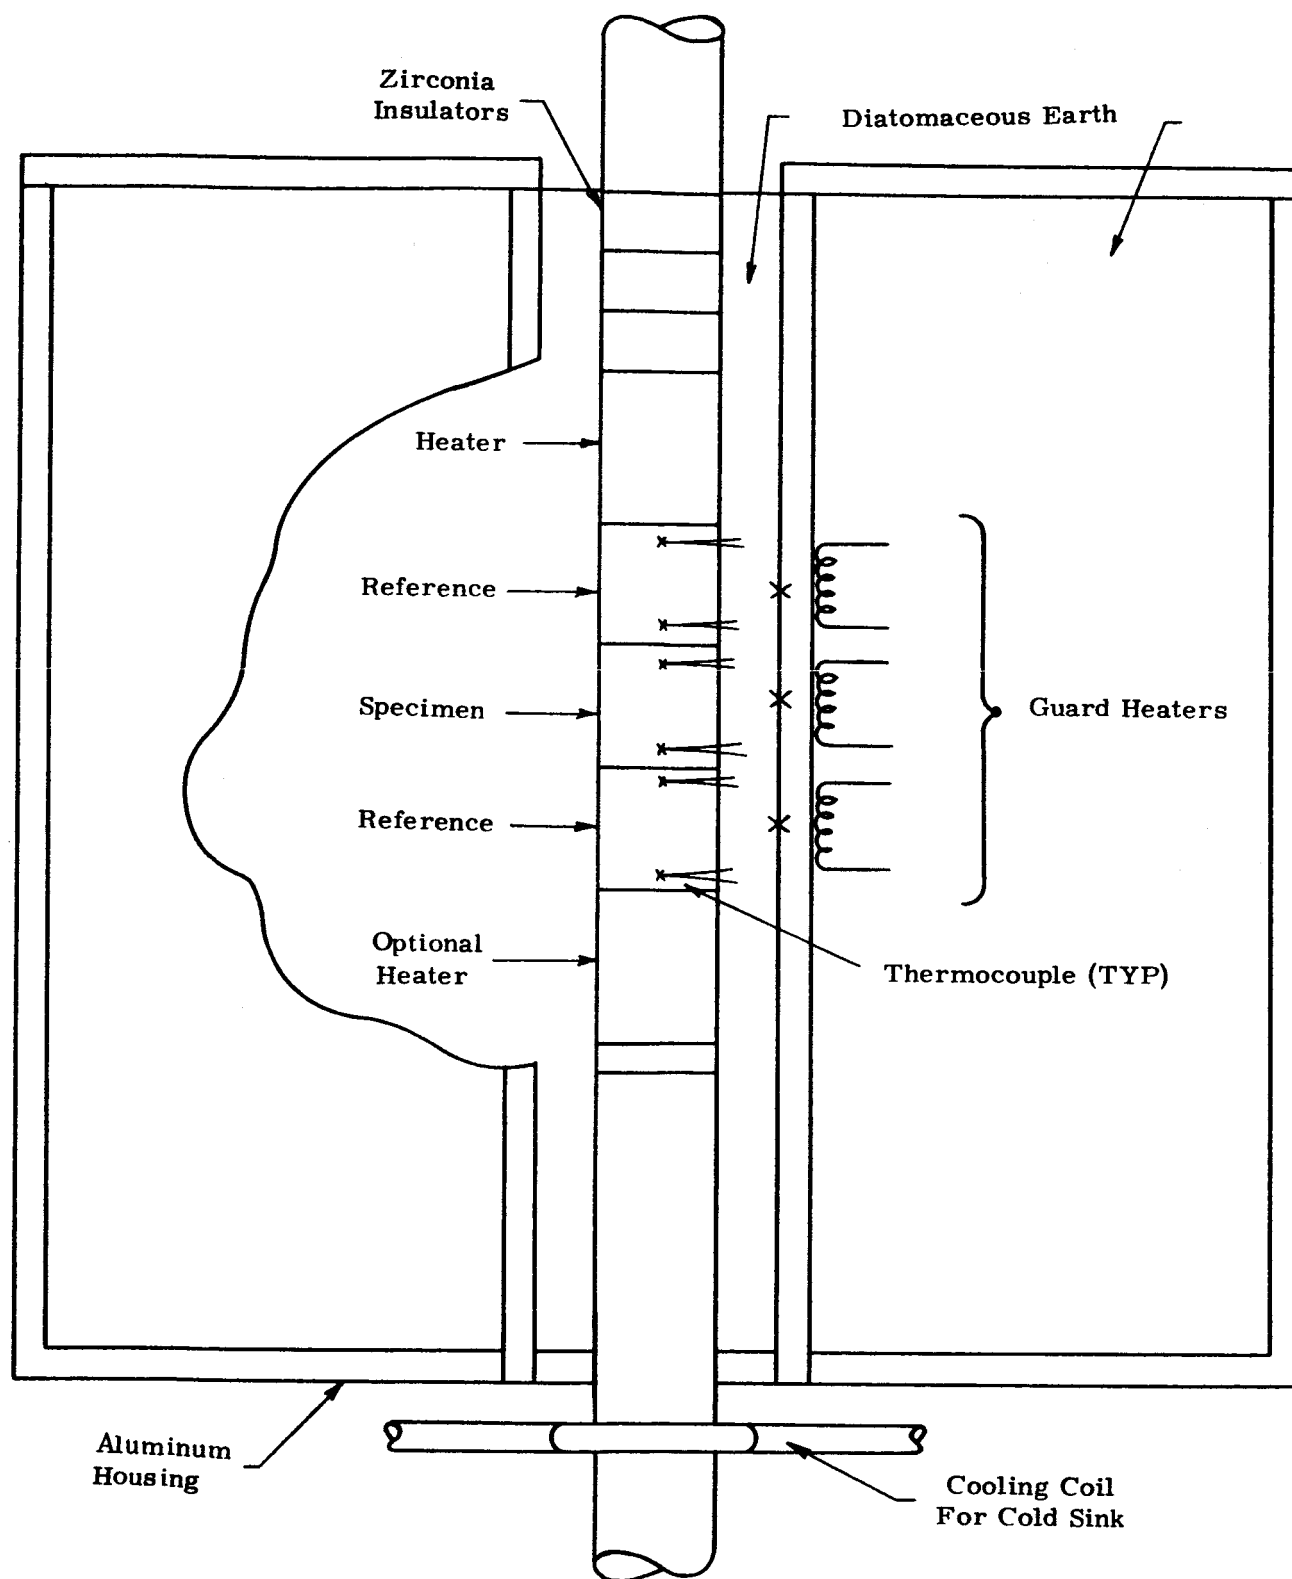 Zirconia
Insulators
Diatomaceous Earth
Heater
Reference
Specimen
Guard Heaters
Reference
Optional
Heater
Thermocouple (TYP)
Aluminum
Housing
Cooling Coil
For Cold Sink